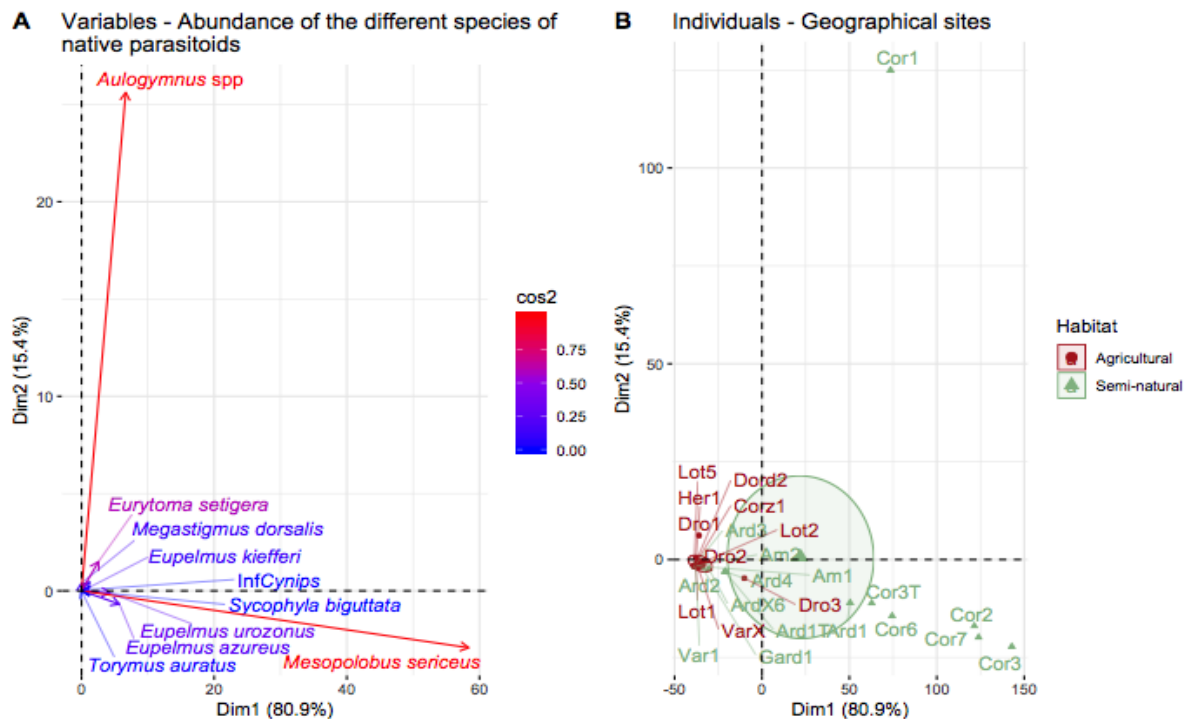 A Variables - Abundance of the different species of
native parasitoids
Aulogymnus spp
20
10
0
Dim2 (15.4%)
Eurytoma setigera
Megastigmus dorsalis
Eupelmus kiefferi
InfCynips
Sycophyla biguttata
Eupelmus urozonus
Eupelmus azureus
Mesopolobus sericeus
Torymus auratus
0 20 40 60
Dim1 (80.9%)
cos2
0.75
0.50
0.25
0.00
B Individuals - Geographical sites
Cor1
100
50
0
Dim2 (15.4%)
Lot5
Dord2
Her1
Corz1
Dro1
Ard3
Lot2
Dro2
Am2
Ard2
Ard4
Am1
Lot1
ArdX6
Dro3
Cor3T
VarX
Ard1T
Ard1
Cor6
Cor2
Cor7
Cor3
Var1
Gard1
-50 0 50 100 150
Dim1 (80.9%)
Habitat
Agricultural
Semi-natural